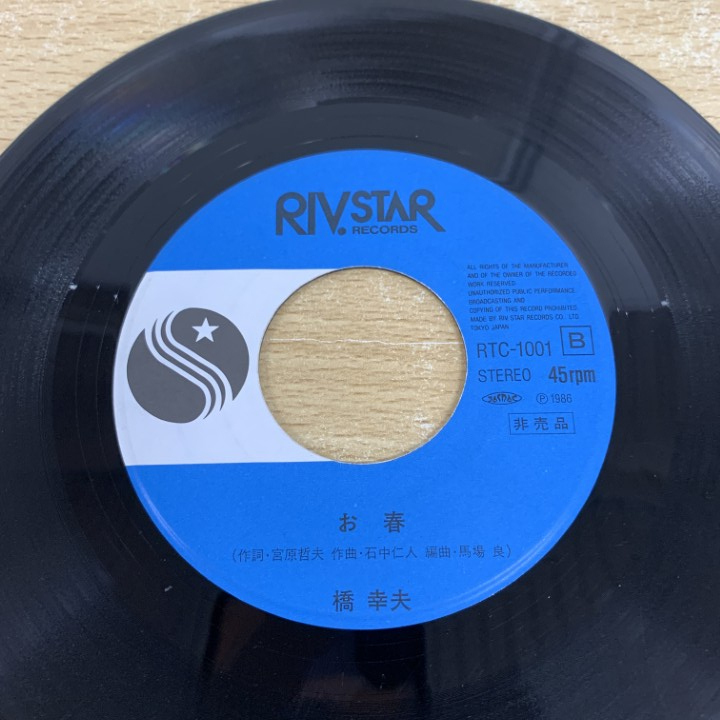 RIV.STAR
RECORDS
ALL RIGHTS OF THE MANUFACTURER
AND OF THE OWNER OF THE RECORDED
WORK RESERVED.
UNAUTHORIZED PUBLIC PERFORMANCE,
BROADCASTING AND
COPYING OF THIS RECORD PROHIBITED.
MADE BY RIV. STAR RECORDS CO. LTD.
TOKYO JAPAN
RTC-1001 B
STEREO 45rpm
JASRAC Ⓟ1986
非売品
お春
(作詞・宮原哲夫 作曲・石中仁人 編曲・馬場 良)
橋 幸夫